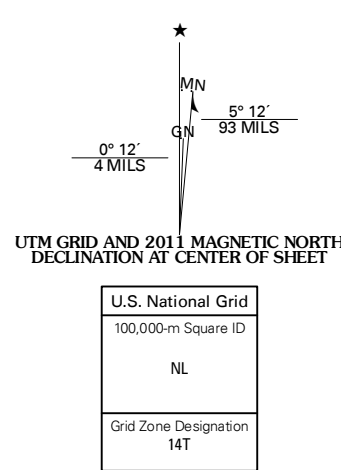 ★
MN
GN
5° 12´
93 MILS
0° 12´
4 MILS
UTM GRID AND 2011 MAGNETIC NORTH
DECLINATION AT CENTER OF SHEET
U.S. National Grid
100,000-m Square ID
NL
Grid Zone Designation
14T